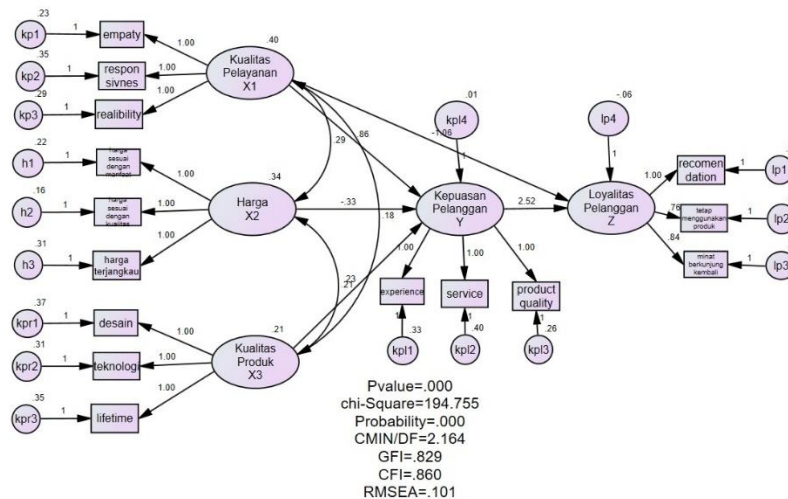 .23
kp1
1
empaty
1.00
.35
kp2
1
respon
sivnes
1.00
.29
kp3
1
realibility
1.00
.40
Kualitas
Pelayanan
X1
.22
h1
1
harga
sesuai
dengan
manfaat
1.00
.16
h2
1
harga
sesuai
dengan
kualitas
1.00
.31
h3
1
harga
terjangkau
1.00
.34
Harga
X2
.37
kpr1
1
desain
1.00
.31
kpr2
1
teknologi
1.00
.35
kpr3
1
lifetime
1.00
.21
Kualitas
Produk
X3
.29
.18
.21
.86
-.33
.23
-1.06
.01
kpl4
1
Kepuasan
Pelanggan
Y
2.52
1.00
1.00
1.00
experience
service
product
quality
1
.33
kpl1
1
.40
kpl2
1
.26
kpl3
-.06
lp4
1
Loyalitas
Pelanggan
Z
1.00
recomen
dation
1
lp1
.76
tetap
menggunakan
produk
1
lp2
.84
minat
berkunjung
kembali
1
lp3
Pvalue=.000
chi-Square=194.755
Probability=.000
CMIN/DF=2.164
GFI=.829
CFI=.860
RMSEA=.101